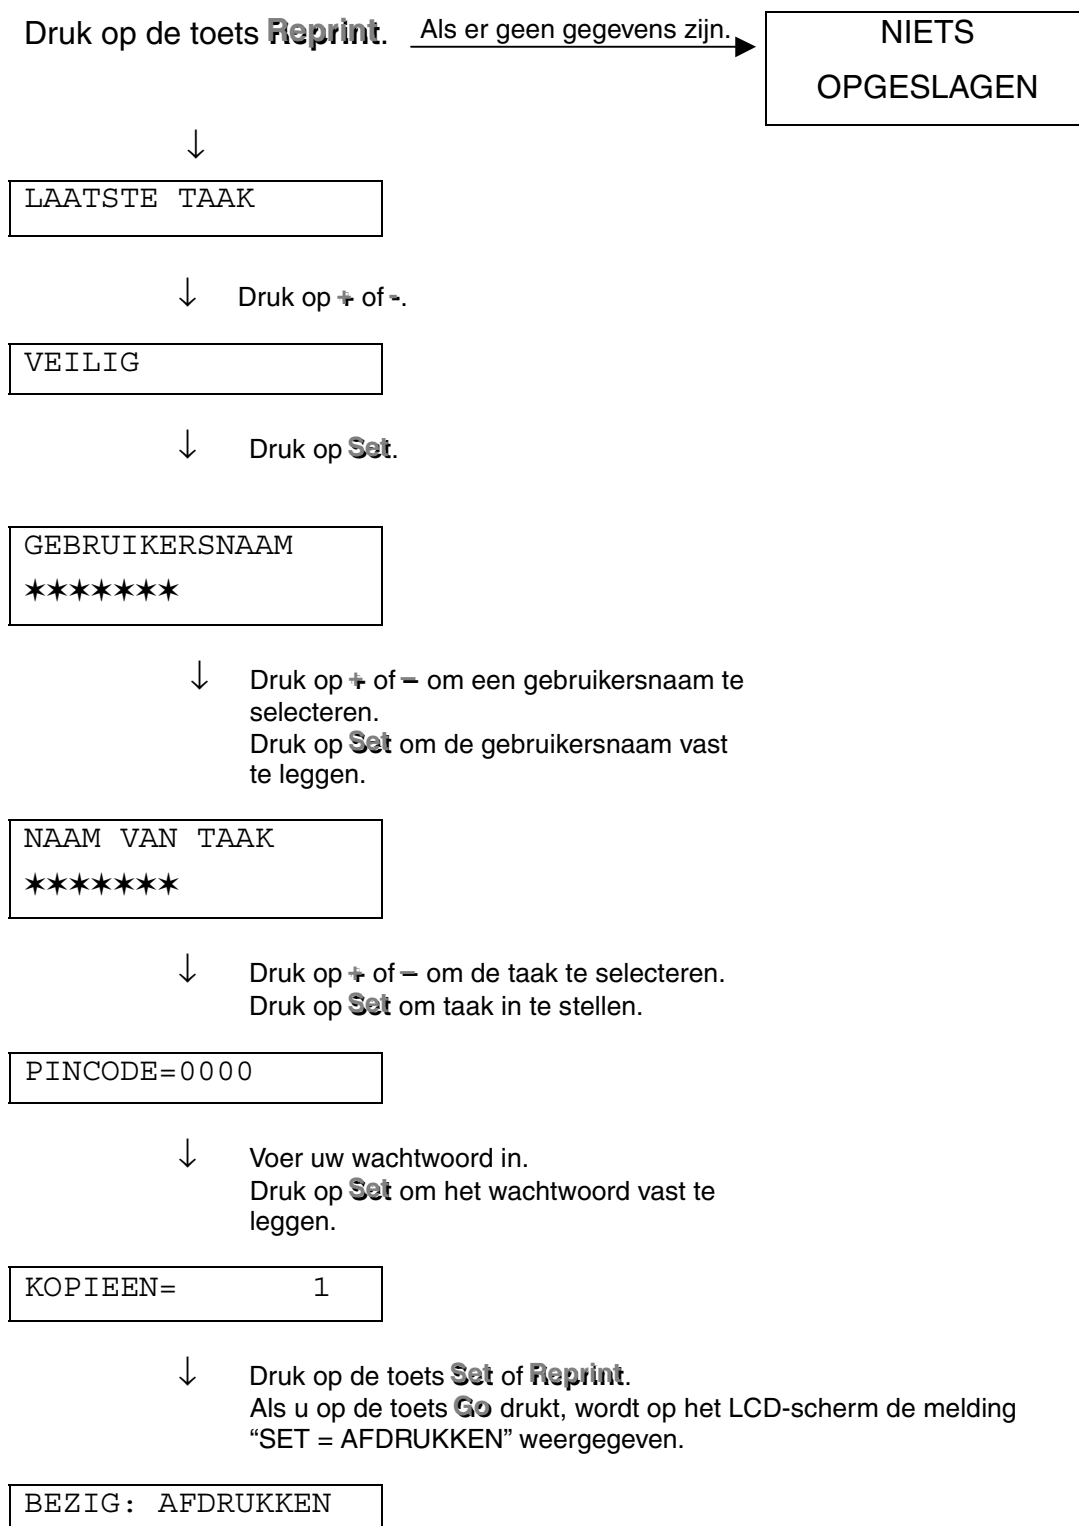 Druk op de toets Reprint. Als er geen gegevens zijn. NIETS
OPGESLAGEN
↓
LAATSTE TAAK
↓ Druk op + of -.
VEILIG
↓ Druk op Set.
GEBRUIKERSNAAM
✶✶✶✶✶✶✶
↓ Druk op + of – om een gebruikersnaam te
selecteren.
Druk op Set om de gebruikersnaam vast
te leggen.
NAAM VAN TAAK
✶✶✶✶✶✶✶
↓ Druk op + of – om de taak te selecteren.
Druk op Set om taak in te stellen.
PINCODE=0000
↓ Voer uw wachtwoord in.
Druk op Set om het wachtwoord vast te
leggen.
KOPIEEN= 1
↓ Druk op de toets Set of Reprint.
Als u op de toets Go drukt, wordt op het LCD-scherm de melding
“SET = AFDRUKKEN” weergegeven.
BEZIG: AFDRUKKEN